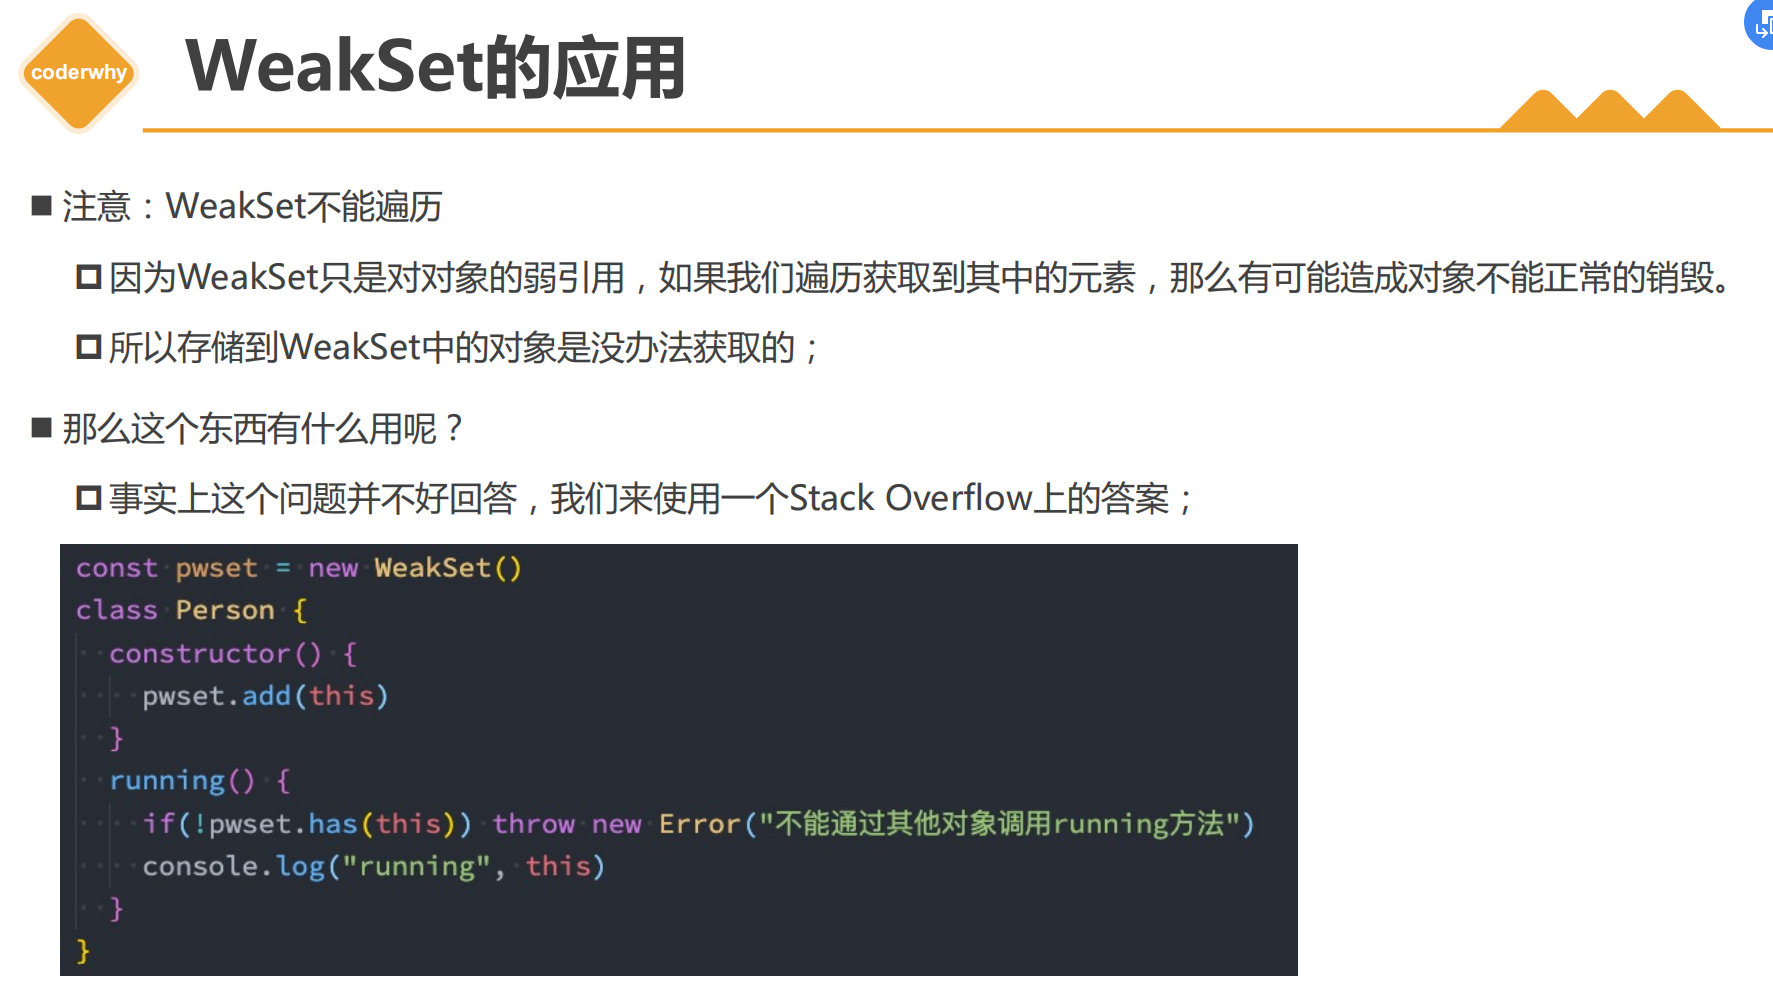 coderwhy
WeakSet的应用
注意：WeakSet不能遍历
因为WeakSet只是对对象的弱引用，如果我们遍历获取到其中的元素，那么有可能造成对象不能正常的销毁。
所以存储到WeakSet中的对象是没办法获取的；
那么这个东西有什么用呢？
事实上这个问题并不好回答，我们来使用一个Stack Overflow上的答案；
const pwset = new WeakSet()
class Person {
  constructor() {
    pwset.add(this)
  }
  running() {
    if(!pwset.has(this)) throw new Error("不能通过其他对象调用running方法")
    console.log("running", this)
  }
}